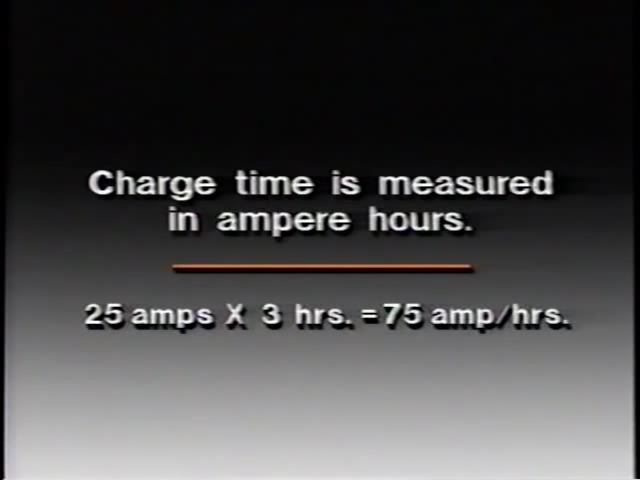 Charge time is measured
in ampere hours.
25 amps X 3 hrs. = 75 amp/hrs.